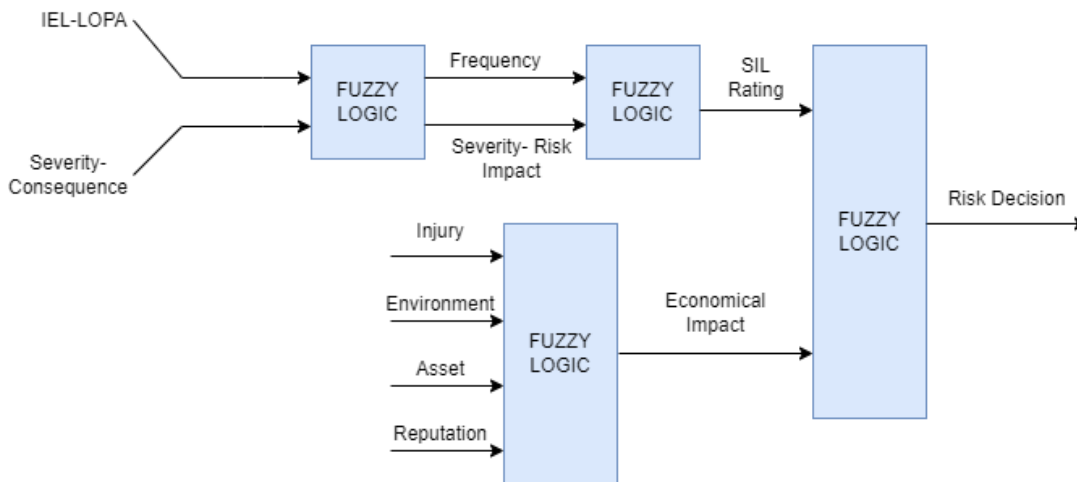 IEL-LOPA
Severity-
Consequence
FUZZY
LOGIC
Frequency
Severity- Risk
Impact
FUZZY
LOGIC
SIL
Rating
Injury
Environment
Asset
Reputation
FUZZY
LOGIC
Economical
Impact
FUZZY
LOGIC
Risk Decision